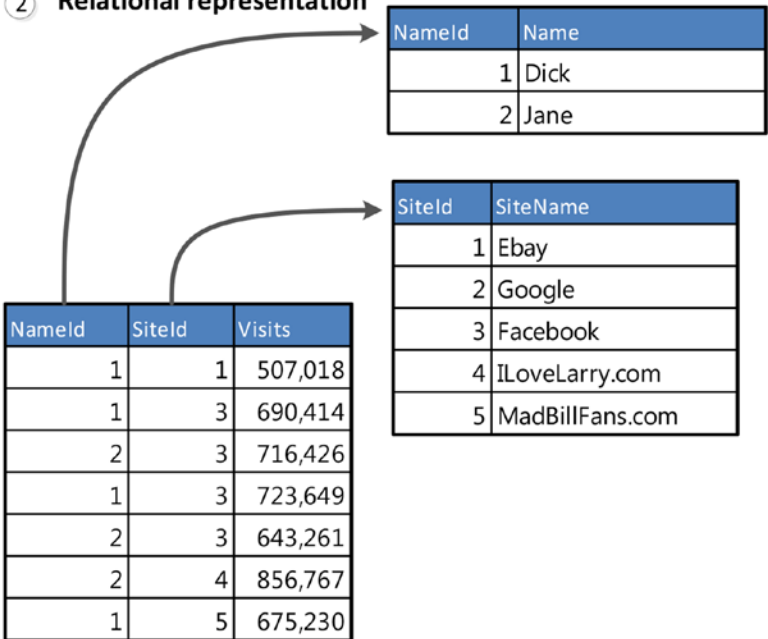 2 Relational representation
NameId Name
1 Dick
2 Jane
SiteId SiteName
1 Ebay
2 Google
3 Facebook
4 ILoveLarry.com
5 MadBillFans.com
NameId SiteId Visits
1 1 507,018
1 3 690,414
2 3 716,426
1 3 723,649
2 3 643,261
2 4 856,767
1 5 675,230